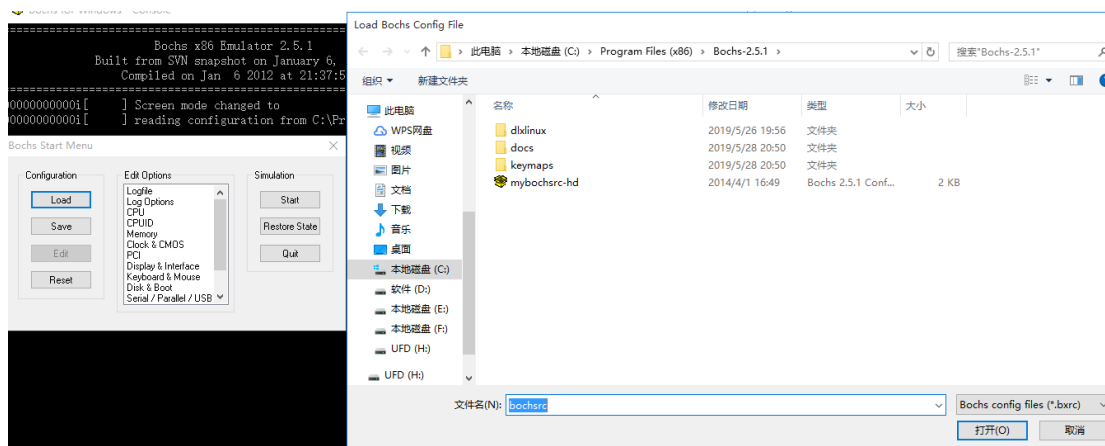 Bochs for Windows - Console
Bochs x86 Emulator 2.5.1
Built from SVN snapshot on January 6,
Compiled on Jan 6 2012 at 21:37:5
0000000000i[ ] Screen mode changed to
0000000000i[ ] reading configuration from C:\Pr
Bochs Start Menu
Configuration
Load
Save
Edit
Reset
Edit Options
Logfile
Log Options
CPU
CPUID
Memory
Clock & CMOS
PCI
Display & Interface
Keyboard & Mouse
Disk & Boot
Serial / Parallel / USB
Simulation
Start
Restore State
Quit
Load Bochs Config File
此电脑 › 本地磁盘 (C:) › Program Files (x86) › Bochs-2.5.1 ›
搜索"Bochs-2.5.1"
组织 新建文件夹
此电脑
WPS网盘
视频
图片
文档
下载
音乐
桌面
本地磁盘 (C:)
软件 (D:)
本地磁盘 (E:)
本地磁盘 (F:)
UFD (H:)
UFD (H:)
名称 修改日期 类型 大小
dlxlinux 2019/5/26 19:56 文件夹
docs 2019/5/28 20:50 文件夹
keymaps 2019/5/28 20:50 文件夹
mybochsrc-hd 2014/4/1 16:49 Bochs 2.5.1 Conf... 2 KB
文件名(N): bochsrc
Bochs config files (*.bxrc)
打开(O) 取消